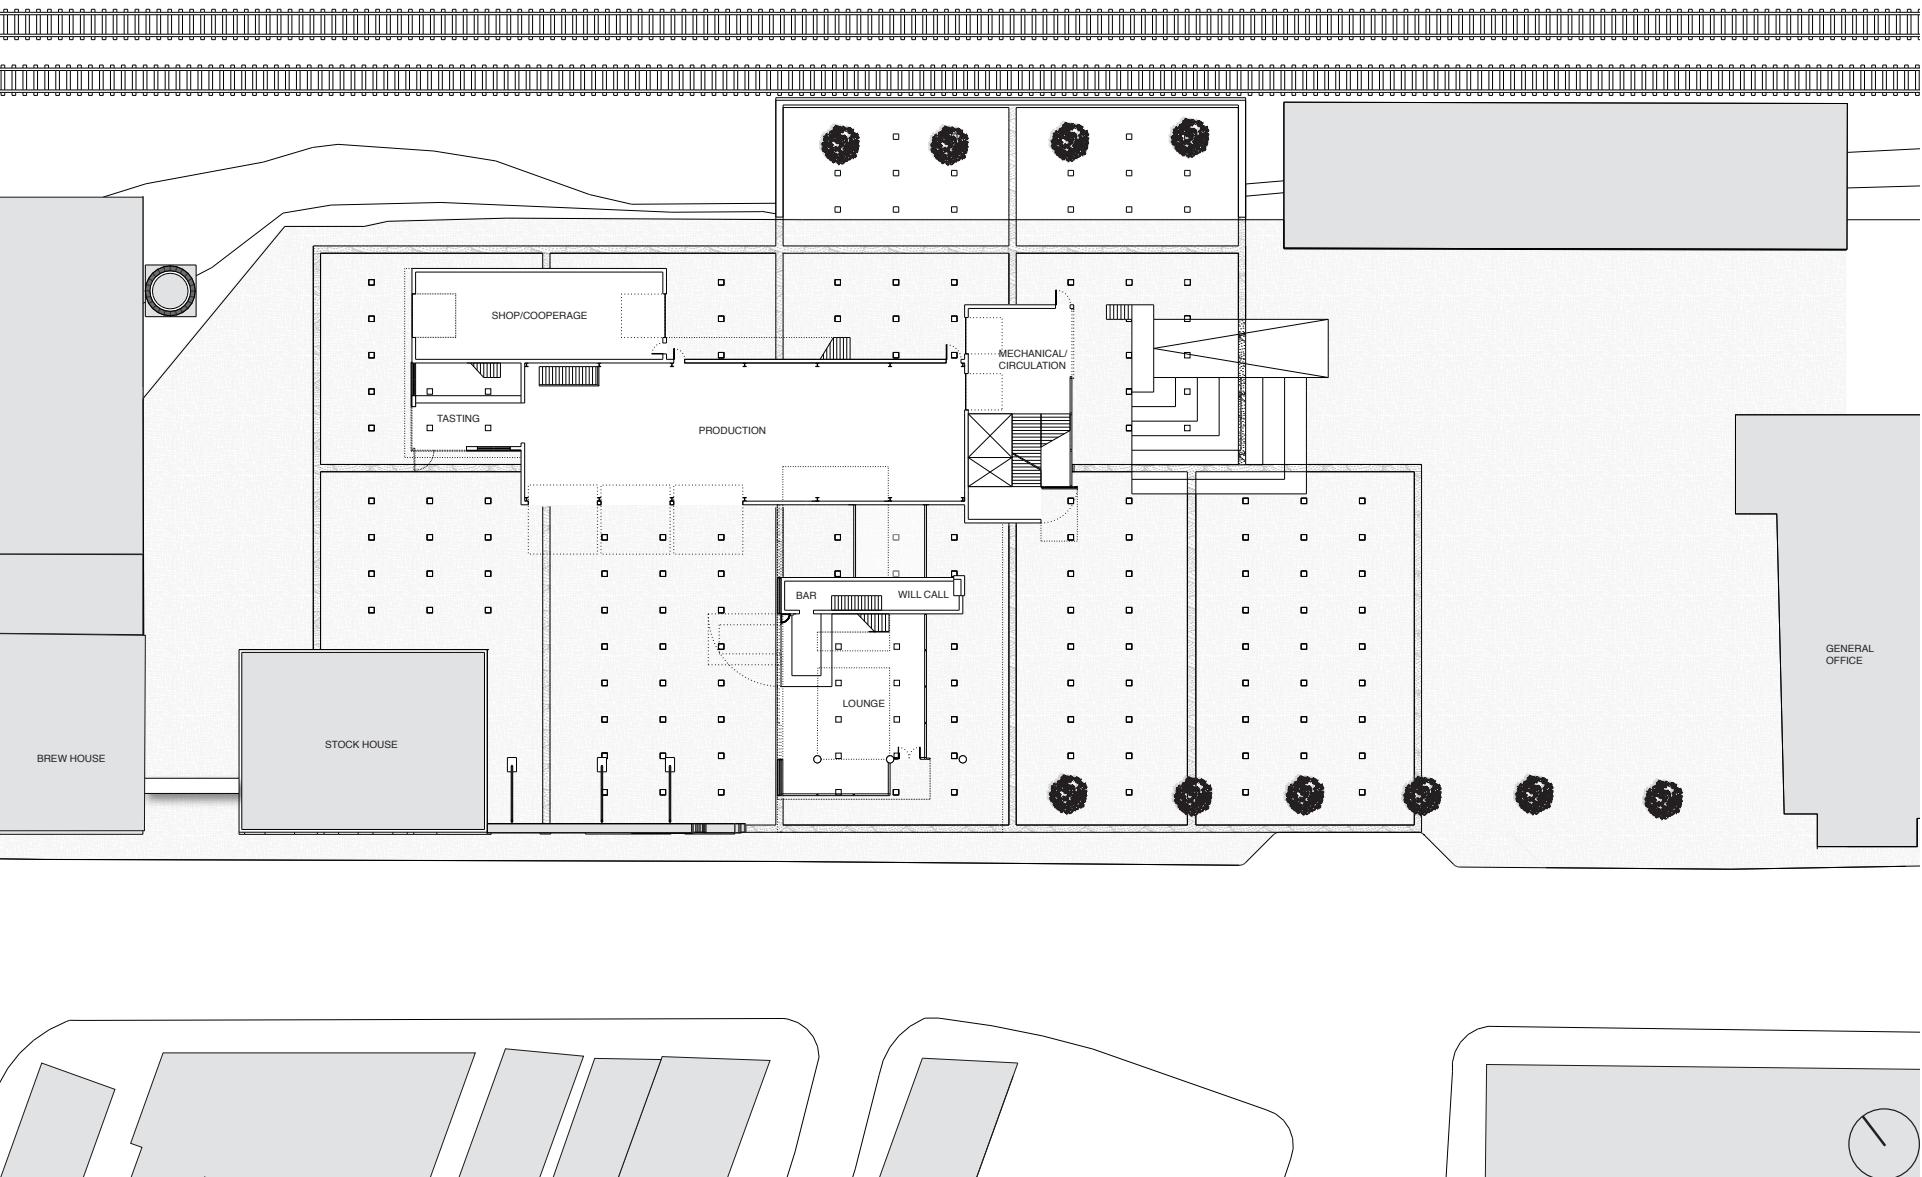 SHOP/COOPERAGE
MECHANICAL/
CIRCULATION
TASTING
PRODUCTION
BAR
WILL CALL
LOUNGE
GENERAL
OFFICE
STOCK HOUSE
BREW HOUSE